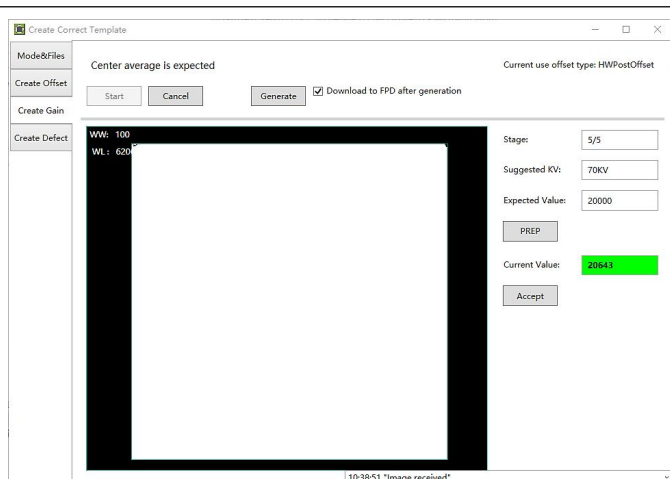 Create Correct Template
Mode&Files
Create Offset
Create Gain
Create Defect
Center average is expected
Current use offset type: HWPostOffset
Start
Cancel
Generate
Download to FPD after generation
WW: 100
WL: 620
Stage:
5/5
Suggested KV:
70KV
Expected Value:
20000
PREP
Current Value:
20643
Accept
10:38:51 "Image received"